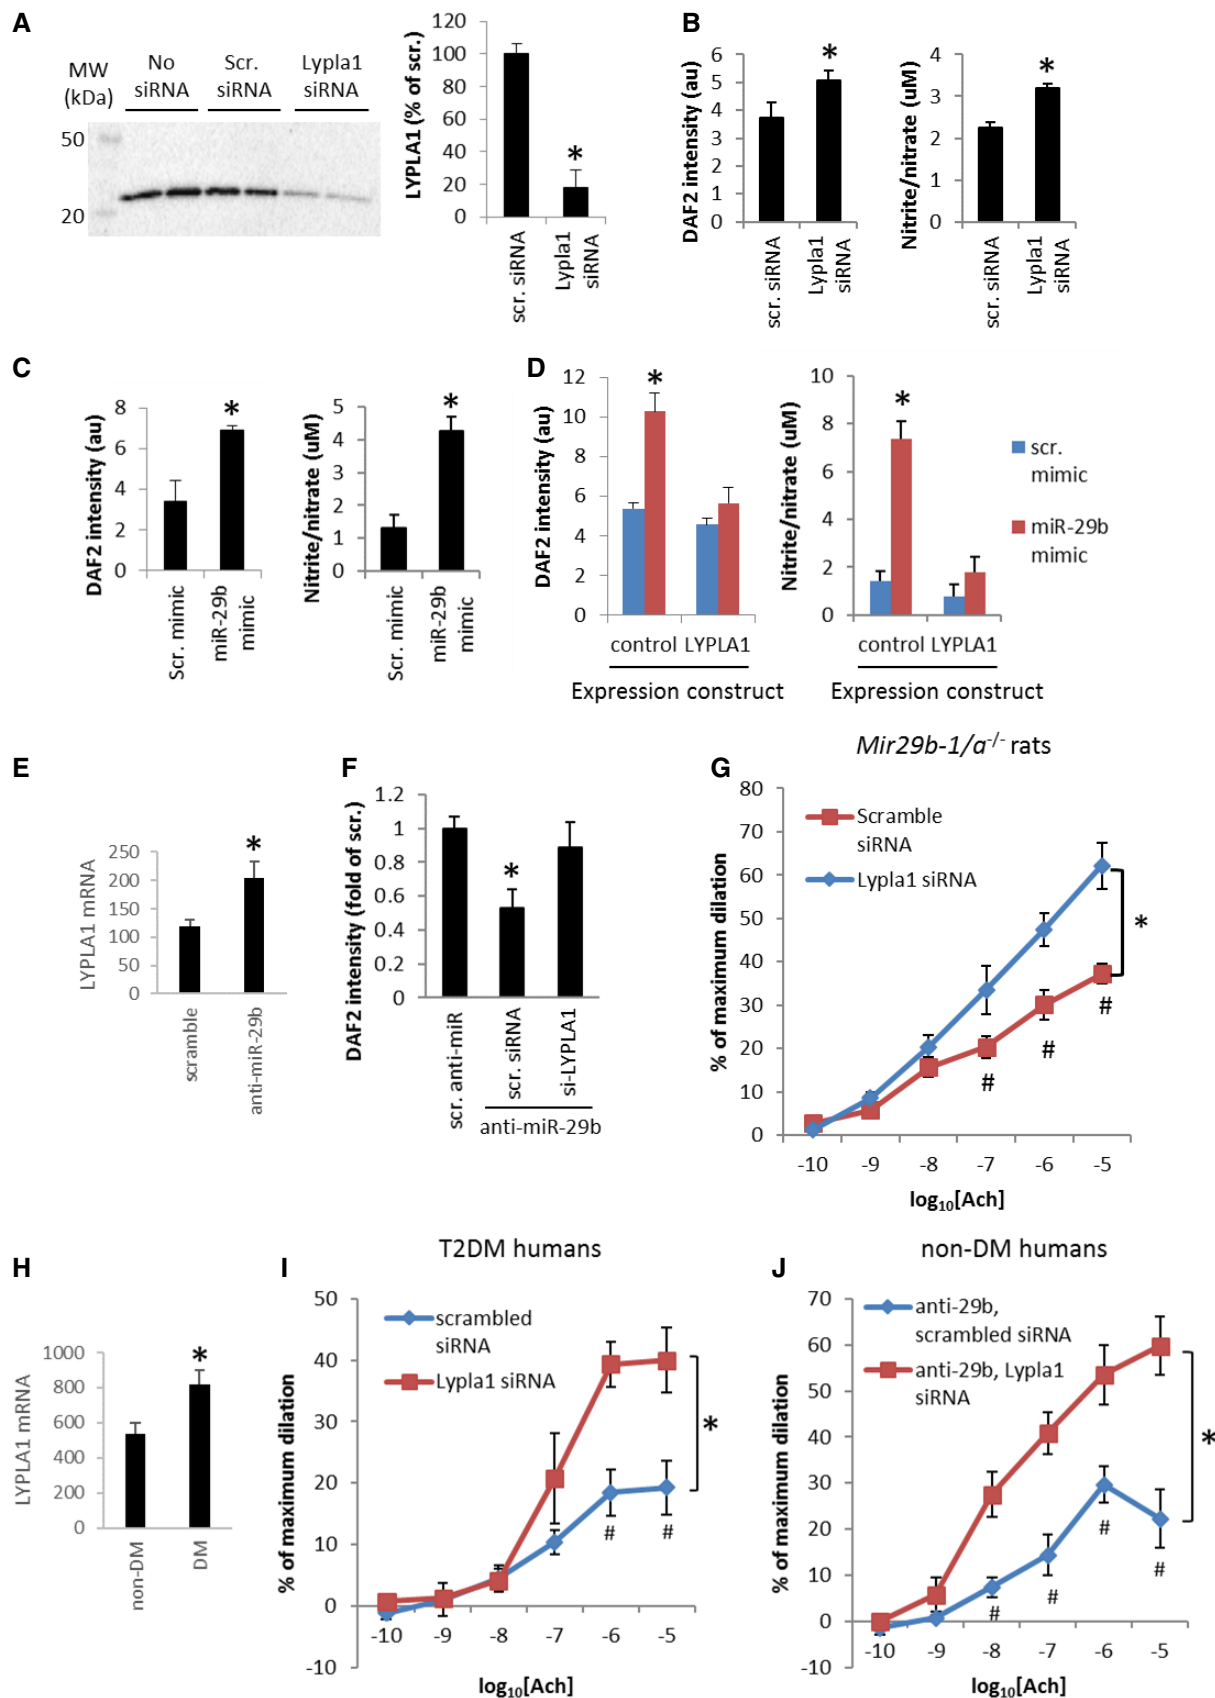 A
MW
(kDa)
No
siRNA
Scr.
siRNA
Lypla1
siRNA
50
20
LYPLA1 (% of scr.)
120
100
80
60
40
20
0
*
scr. siRNA
Lypla1
siRNA
B
DAF2 intensity (au)
6
5
4
3
2
1
0
*
scr. siRNA
Lypla1
siRNA
Nitrite/nitrate (uM)
4
3
2
1
0
*
scr. siRNA
Lypla1
siRNA
C
DAF2 intensity (au)
8
6
4
2
0
*
Scr. mimic
miR-29b
mimic
Nitrite/nitrate (uM)
5
4
3
2
1
0
*
Scr. mimic
miR-29b
mimic
D
DAF2 intensity (au)
12
10
8
6
4
2
0
*
control LYPLA1
Expression construct
Nitrite/nitrate (uM)
10
8
6
4
2
0
*
control LYPLA1
Expression construct
scr.
mimic
miR-29b
mimic
E
LYPLA1 mRNA
250
200
150
100
50
0
*
scramble
anti-miR-29b
F
DAF2 intensity (fold of scr.)
1.2
1
0.8
0.6
0.4
0.2
0
*
scr. anti-miR
scr. siRNA
si-LYPLA1
anti-miR-29b
Mir29b-1/a-/- rats
G
% of maximum dilation
80
70
60
50
40
30
20
10
0
Scramble
siRNA
Lypla1 siRNA
*
# # #
-10 -9 -8 -7 -6 -5
log10[Ach]
H
LYPLA1 mRNA
1000
800
600
400
200
0
*
non-DM
DM
T2DM humans
I
% of maximum dilation
50
40
30
20
10
0
-10
scrambled
siRNA
Lypla1 siRNA
*
# #
-10 -9 -8 -7 -6 -5
log10[Ach]
non-DM humans
J
% of maximum dilation
70
60
50
40
30
20
10
0
-10
anti-29b,
scrambled siRNA
anti-29b, Lypla1
siRNA
*
# # # #
-10 -9 -8 -7 -6 -5
log10[Ach]